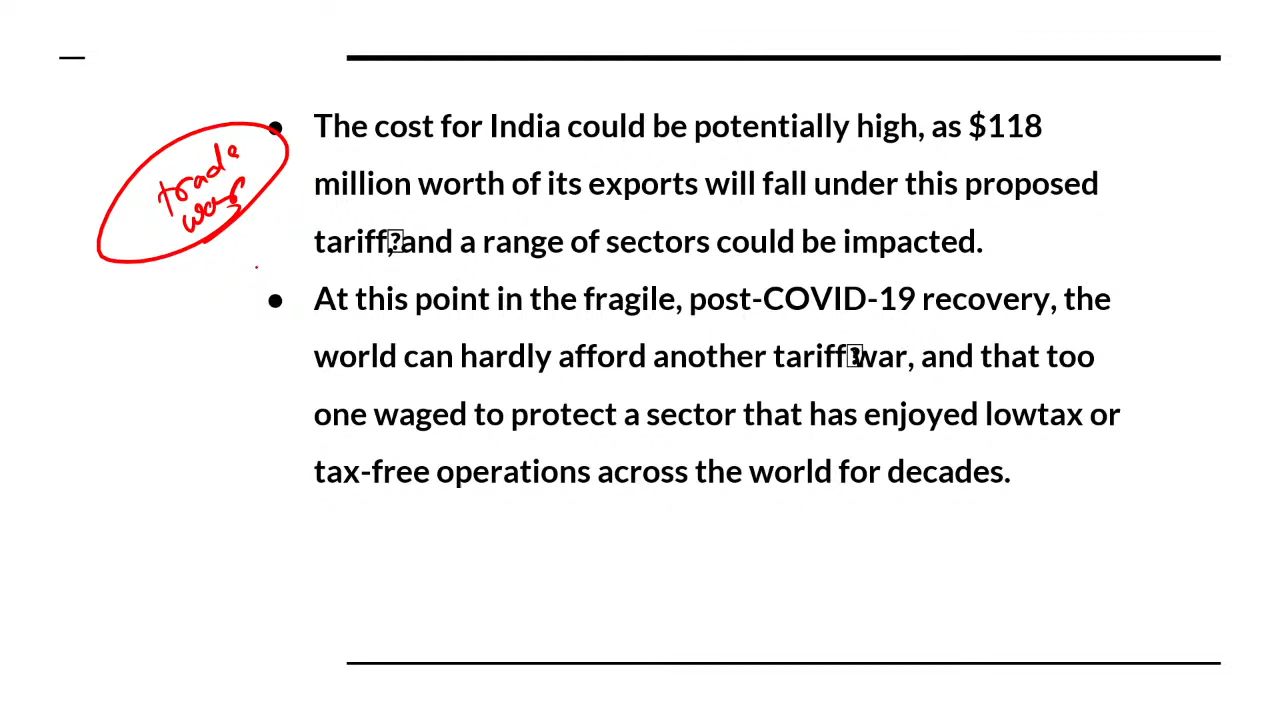 trade
war
● The cost for India could be potentially high, as $118
million worth of its exports will fall under this proposed
tariff, and a range of sectors could be impacted.
● At this point in the fragile, post-COVID-19 recovery, the
world can hardly afford another tariff war, and that too
one waged to protect a sector that has enjoyed lowtax or
tax-free operations across the world for decades.